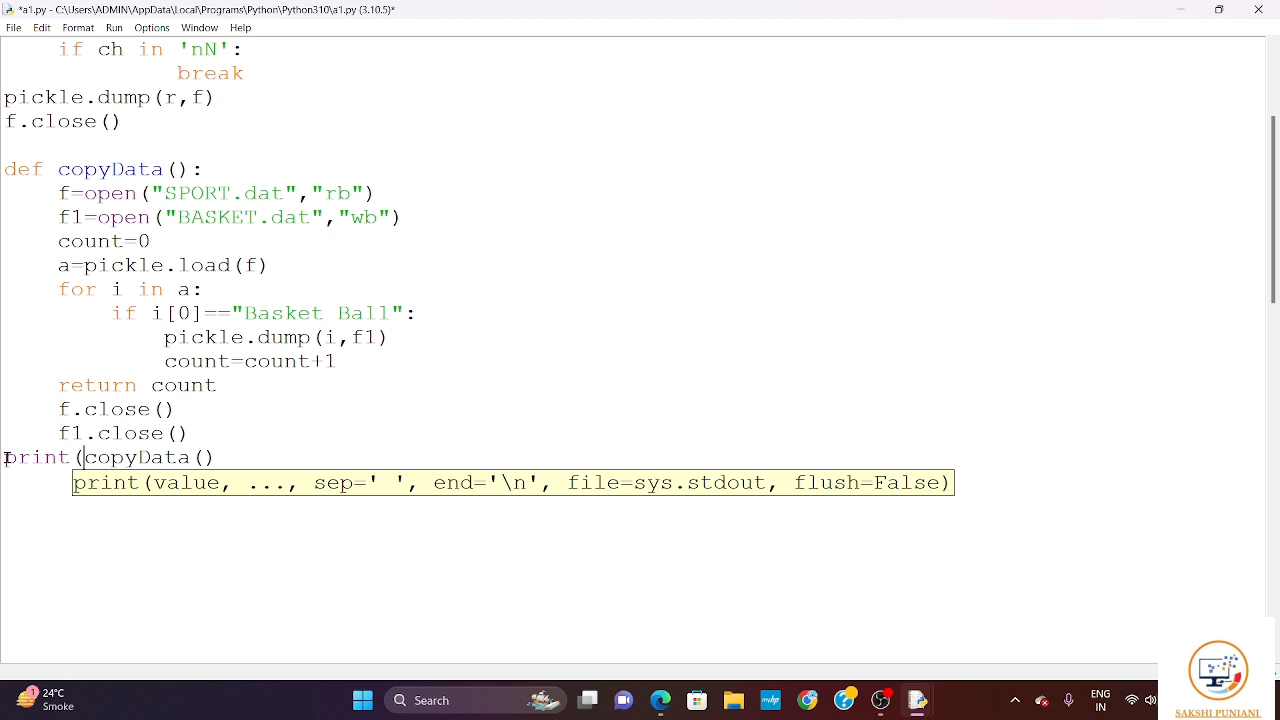 *a1.py - C:\Users\ADMIN\AppData\Local\Programs\Python\Python310\a1.py (3.10.5)*
File Edit Format Run Options Window Help
if ch in 'nN':
break
pickle.dump(r,f)
f.close()
def copyData():
f=open("SPORT.dat","rb")
f1=open("BASKET.dat","wb")
count=0
a=pickle.load(f)
for i in a:
if i[0]=="Basket Ball":
pickle.dump(i,f1)
count=count+1
return count
f.close()
f1.close()
print(copyData()
print(value, ..., sep=' ', end='\n', file=sys.stdout, flush=False)
SAKSHI PUNIANI
1
24°C
Smoke
Search
ENG
IN